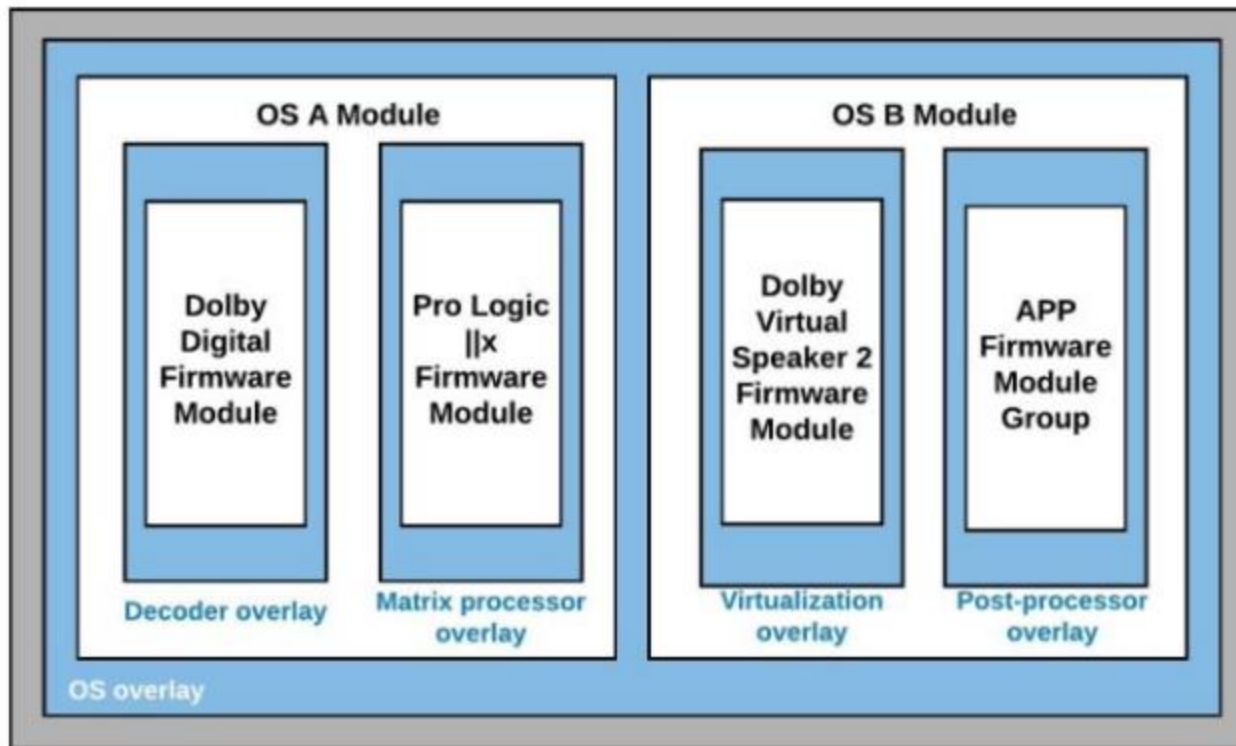 OS A Module
Dolby
Digital
Firmware
Module
Decoder overlay
Pro Logic
||x
Firmware
Module
Matrix processor
overlay
OS B Module
Dolby
Virtual
Speaker 2
Firmware
Module
Virtualization
overlay
APP
Firmware
Module
Group
Post-processor
overlay
OS overlay